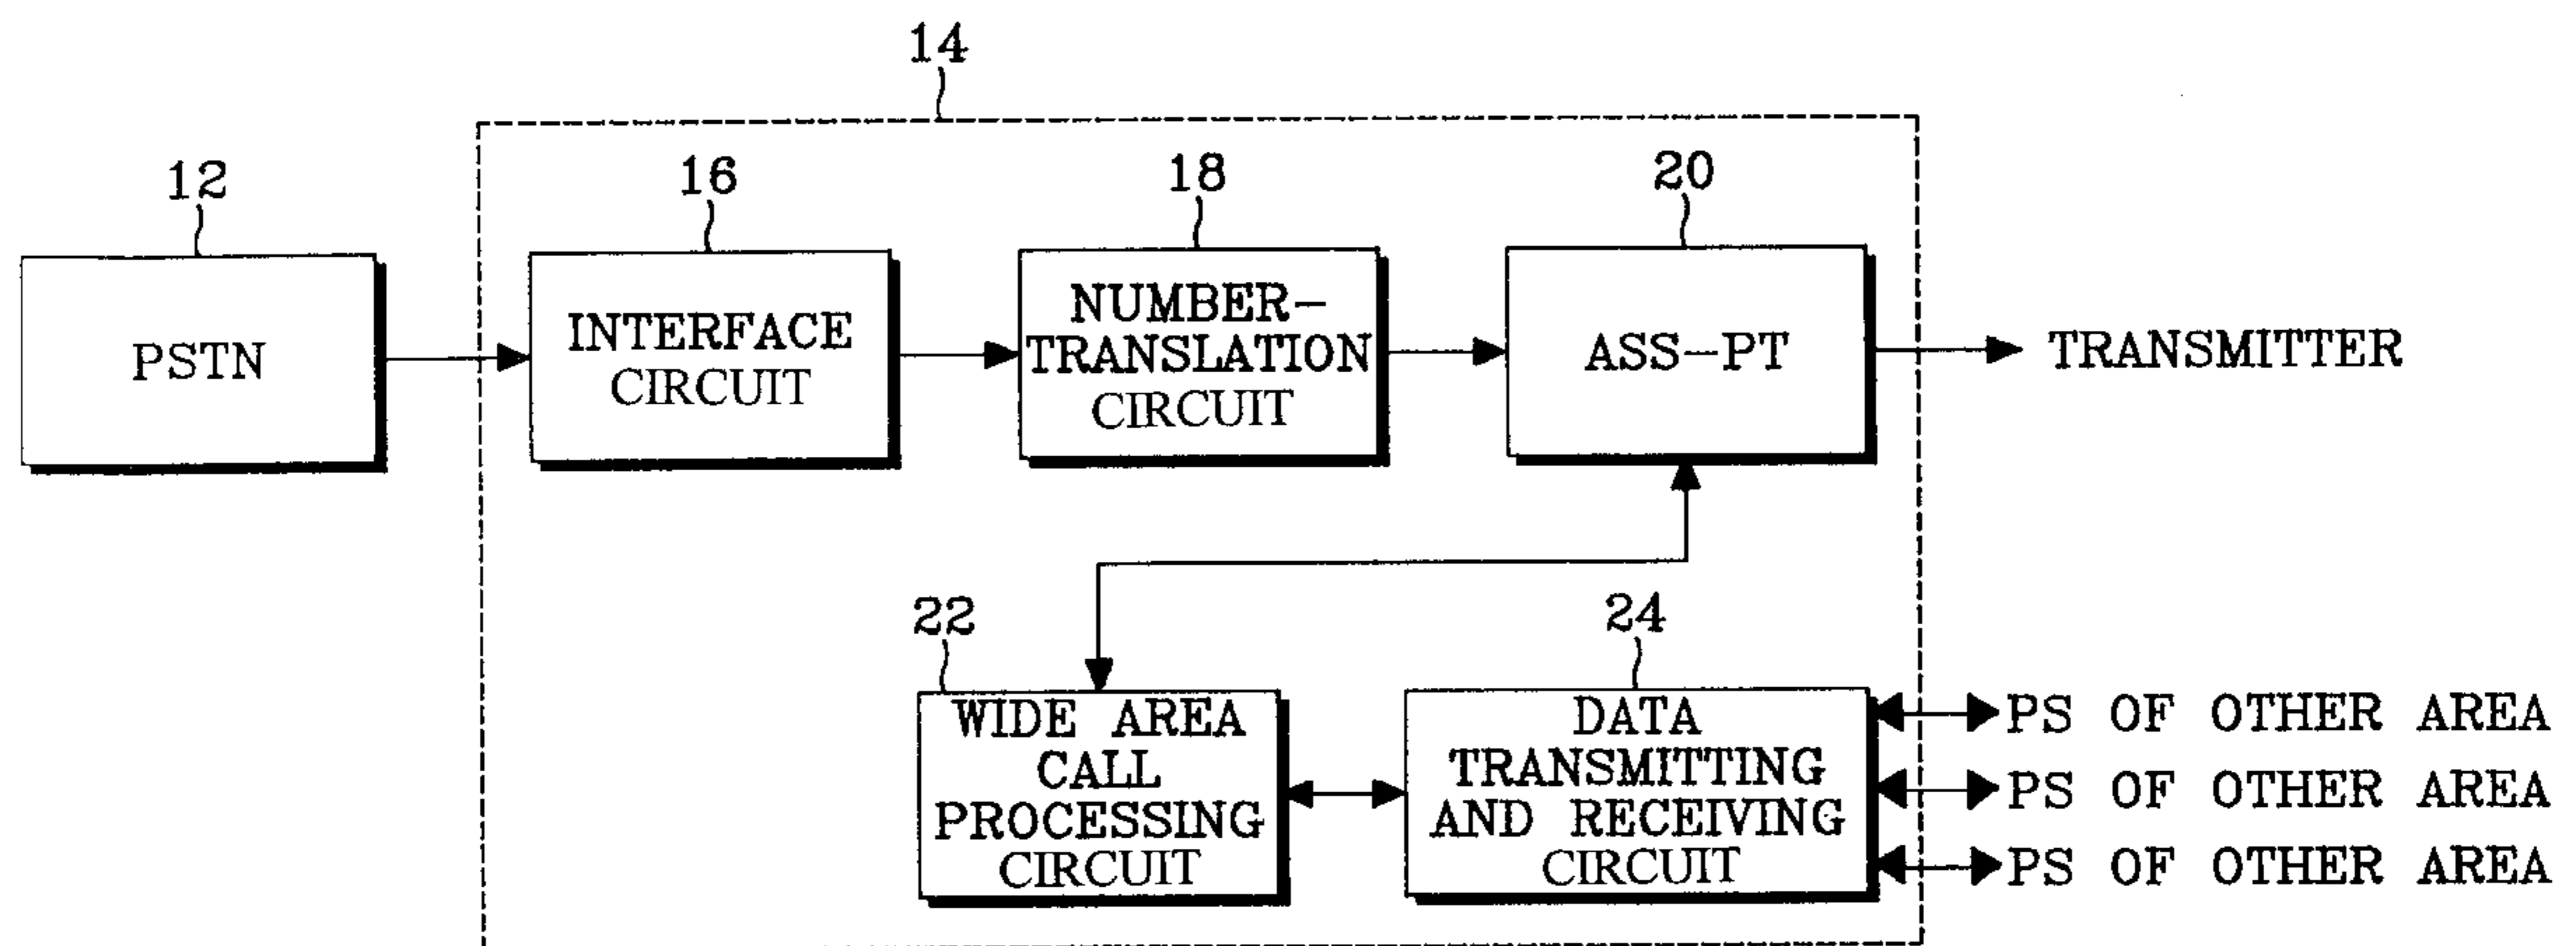 14
12
16
18
20
PSTN
INTERFACE
CIRCUIT
NUMBER-
TRANSLATION
CIRCUIT
ASS-PT
TRANSMITTER
22
24
WIDE AREA
CALL
PROCESSING
CIRCUIT
DATA
TRANSMITTING
AND RECEIVING
CIRCUIT
PS OF OTHER AREA
PS OF OTHER AREA
PS OF OTHER AREA